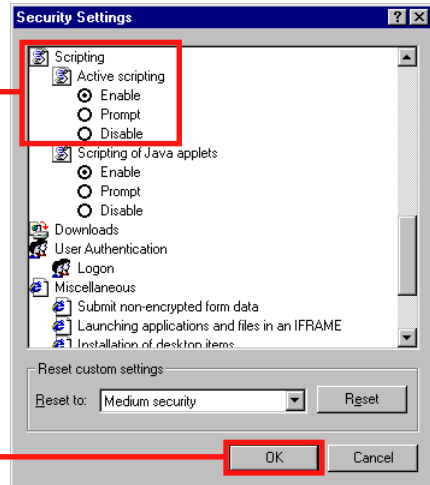 Security Settings
Scripting
Active scripting
Enable
Prompt
Disable
Scripting of Java applets
Enable
Prompt
Disable
Downloads
User Authentication
Logon
Miscellaneous
Submit non-encrypted form data
Launching applications and files in an IFRAME
Installation of desktop items
Reset custom settings
Reset to: Medium security Reset
OK Cancel